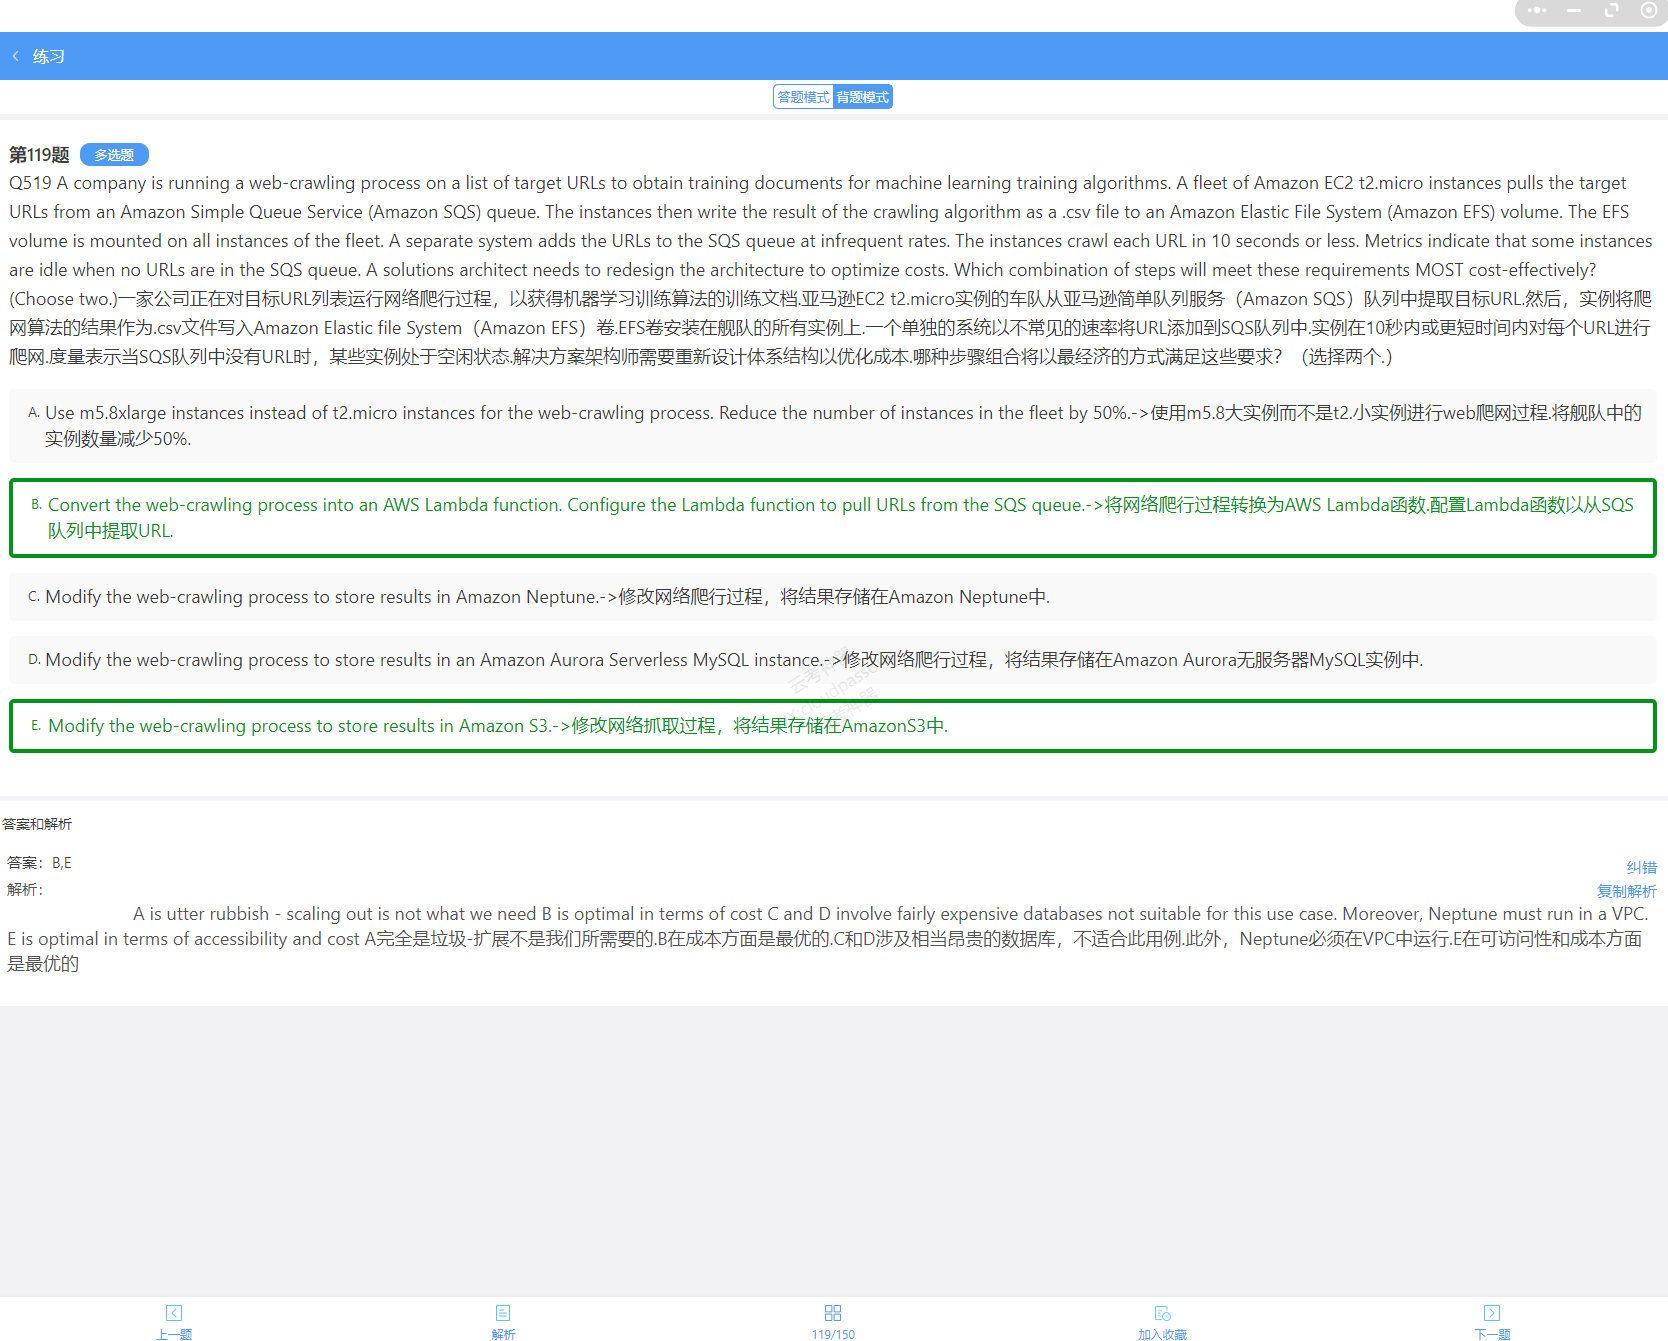 练习
答题模式 背题模式
第119题 多选题
Q519 A company is running a web-crawling process on a list of target URLs to obtain training documents for machine learning training algorithms. A fleet of Amazon EC2 t2.micro instances pulls the target
URLs from an Amazon Simple Queue Service (Amazon SQS) queue. The instances then write the result of the crawling algorithm as a .csv file to an Amazon Elastic File System (Amazon EFS) volume. The EFS
volume is mounted on all instances of the fleet. A separate system adds the URLs to the SQS queue at infrequent rates. The instances crawl each URL in 10 seconds or less. Metrics indicate that some instances
are idle when no URLs are in the SQS queue. A solutions architect needs to redesign the architecture to optimize costs. Which combination of steps will meet these requirements MOST cost-effectively?
(Choose two.)一家公司正在对目标URL列表运行网络爬行过程，以获得机器学习训练算法的训练文档.亚马逊EC2 t2.micro实例的车队从亚马逊简单队列服务（Amazon SQS）队列中提取目标URL.然后，实例将爬
网算法的结果作为.csv文件写入Amazon Elastic file System（Amazon EFS）卷.EFS卷安装在舰队的所有实例上.一个单独的系统以不常见的速率将URL添加到SQS队列中.实例在10秒内或更短时间内对每个URL进行
爬网.度量表示当SQS队列中没有URL时，某些实例处于空闲状态.解决方案架构师需要重新设计体系结构以优化成本.哪种步骤组合将以最经济的方式满足这些要求？（选择两个.）
A. Use m5.8xlarge instances instead of t2.micro instances for the web-crawling process. Reduce the number of instances in the fleet by 50%.->使用m5.8大实例而不是t2.小实例进行web爬网过程.将舰队中的
实例数量减少50%.
B. Convert the web-crawling process into an AWS Lambda function. Configure the Lambda function to pull URLs from the SQS queue.->将网络爬行过程转换为AWS Lambda函数.配置Lambda函数以从SQS
队列中提取URL.
C. Modify the web-crawling process to store results in Amazon Neptune.->修改网络爬行过程，将结果存储在Amazon Neptune中.
D. Modify the web-crawling process to store results in an Amazon Aurora Serverless MySQL instance.->修改网络爬行过程，将结果存储在Amazon Aurora无服务器MySQL实例中.
E. Modify the web-crawling process to store results in Amazon S3.->修改网络抓取过程，将结果存储在AmazonS3中.
答案和解析
答案：B,E
纠错
解析：
复制解析
A is utter rubbish - scaling out is not what we need B is optimal in terms of cost C and D involve fairly expensive databases not suitable for this use case. Moreover, Neptune must run in a VPC.
E is optimal in terms of accessibility and cost A完全是垃圾-扩展不是我们所需要的.B在成本方面是最优的.C和D涉及相当昂贵的数据库，不适合此用例.此外，Neptune必须在VPC中运行.E在可访问性和成本方面
是最优的
上一题 解析 119/150 加入收藏 下一题